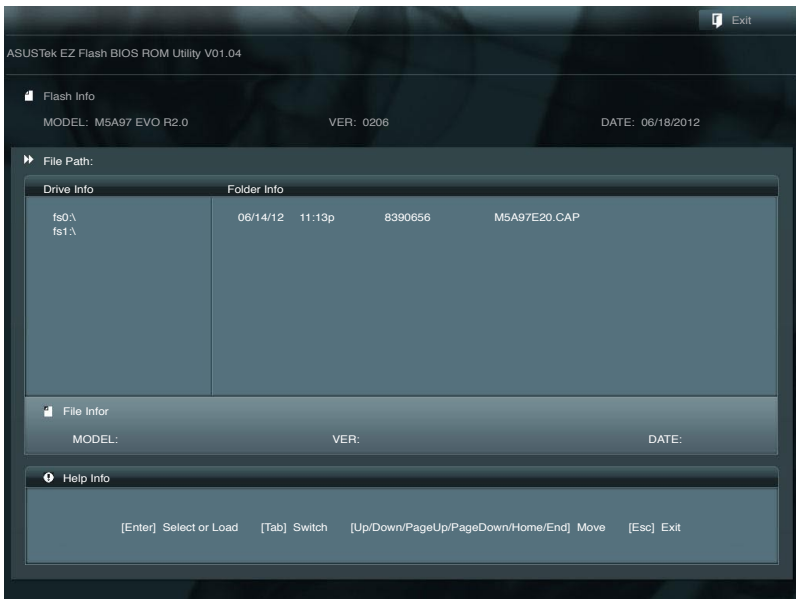 Exit
ASUSTek EZ Flash BIOS ROM Utility V01.04
Flash Info
MODEL: M5A97 EVO R2.0 VER: 0206 DATE: 06/18/2012
File Path:
Drive Info Folder Info
fs0:\ 06/14/12 11:13p 8390656 M5A97E20.CAP
fs1:\
File Infor
MODEL: VER: DATE:
Help Info
[Enter] Select or Load [Tab] Switch [Up/Down/PageUp/PageDown/Home/End] Move [Esc] Exit